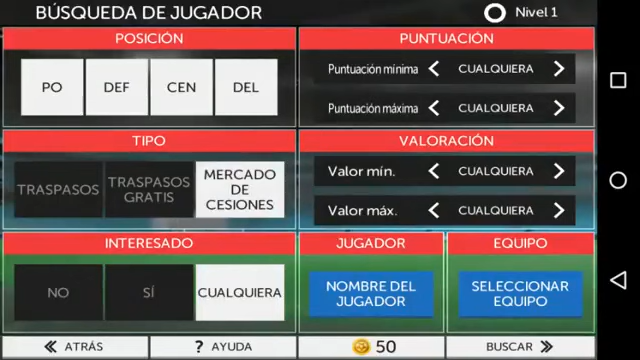 BÚSQUEDA DE JUGADOR
Nivel 1
POSICIÓN
PO DEF CEN DEL
PUNTUACIÓN
Puntuación mínima CUALQUIERA
Puntuación máxima CUALQUIERA
TIPO
TRASPASOS
TRASPASOS
GRATIS
MERCADO
DE
CESIONES
VALORACIÓN
Valor mín. CUALQUIERA
Valor máx. CUALQUIERA
INTERESADO
NO SÍ CUALQUIERA
JUGADOR
NOMBRE DEL
JUGADOR
EQUIPO
SELECCIONAR
EQUIPO
ATRÁS
? AYUDA
50
BUSCAR